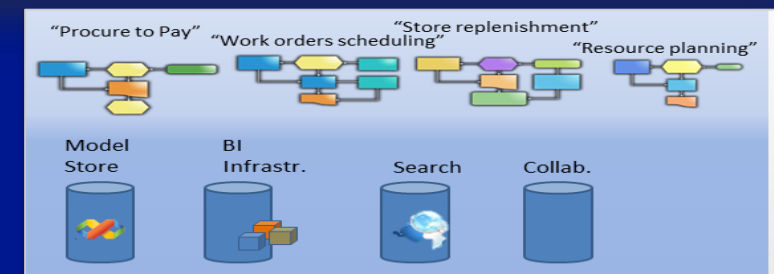 “Procure to Pay”
“Work orders scheduling”
“Store replenishment”
“Resource planning”
Model
Store
BI
Infrastr.
Search
Collab.